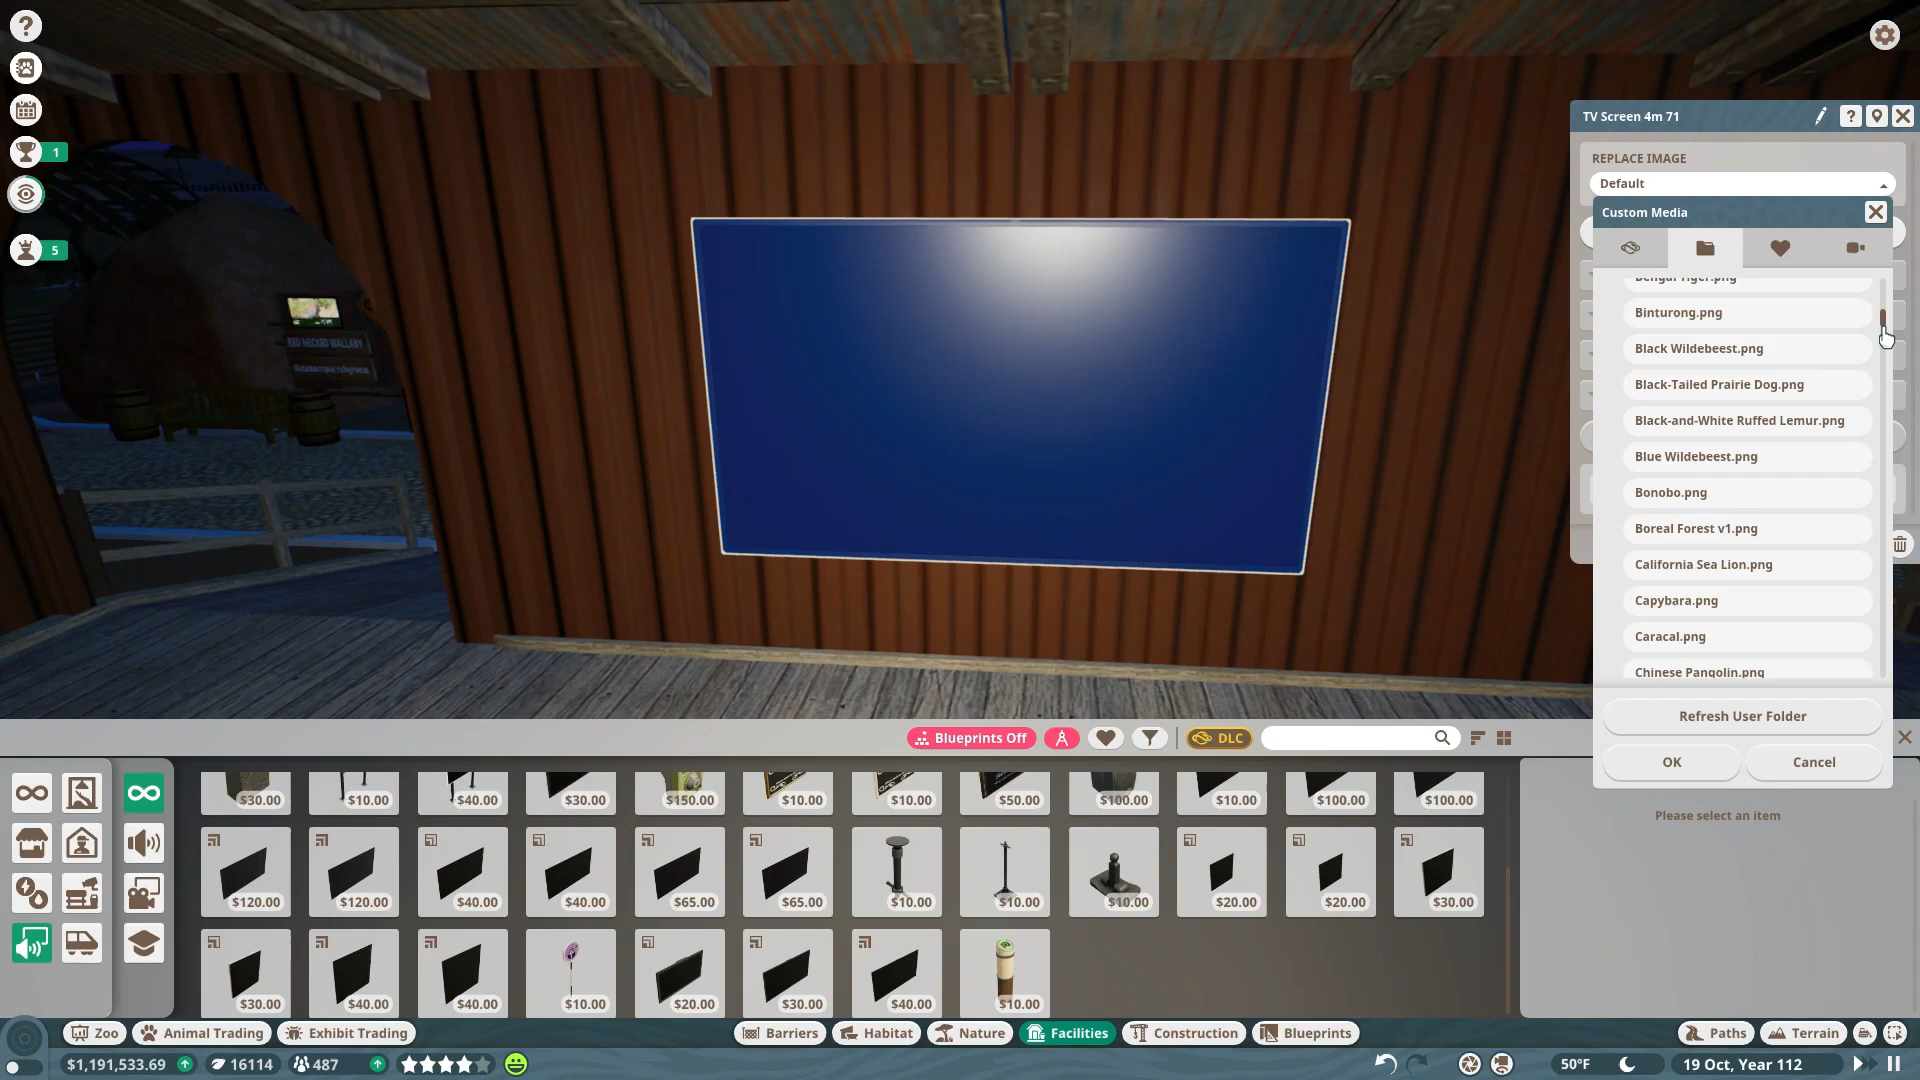 ?
1
5
RED NECKED WALLABY
TV Screen 4m 71
?
REPLACE IMAGE
Default
Custom Media
Bengal Tiger.png
Binturong.png
Black Wildebeest.png
Black-Tailed Prairie Dog.png
Black-and-White Ruffed Lemur.png
Blue Wildebeest.png
Bonobo.png
Boreal Forest v1.png
California Sea Lion.png
Capybara.png
Caracal.png
Chinese Pangolin.png
Refresh User Folder
OK
Cancel
Blueprints Off
DLC
Please select an item
$30.00 $10.00 $40.00 $30.00 $150.00 $10.00 $10.00 $50.00 $100.00 $10.00 $100.00 $100.00
$120.00 $120.00 $40.00 $40.00 $65.00 $65.00 $10.00 $10.00 $10.00 $20.00 $20.00 $30.00
$30.00 $40.00 $40.00 $10.00 $20.00 $30.00 $40.00 $10.00
Zoo Animal Trading Exhibit Trading Barriers Habitat Nature Facilities Construction Blueprints Paths Terrain
$1,191,533.69 16114 487 50°F 19 Oct, Year 112